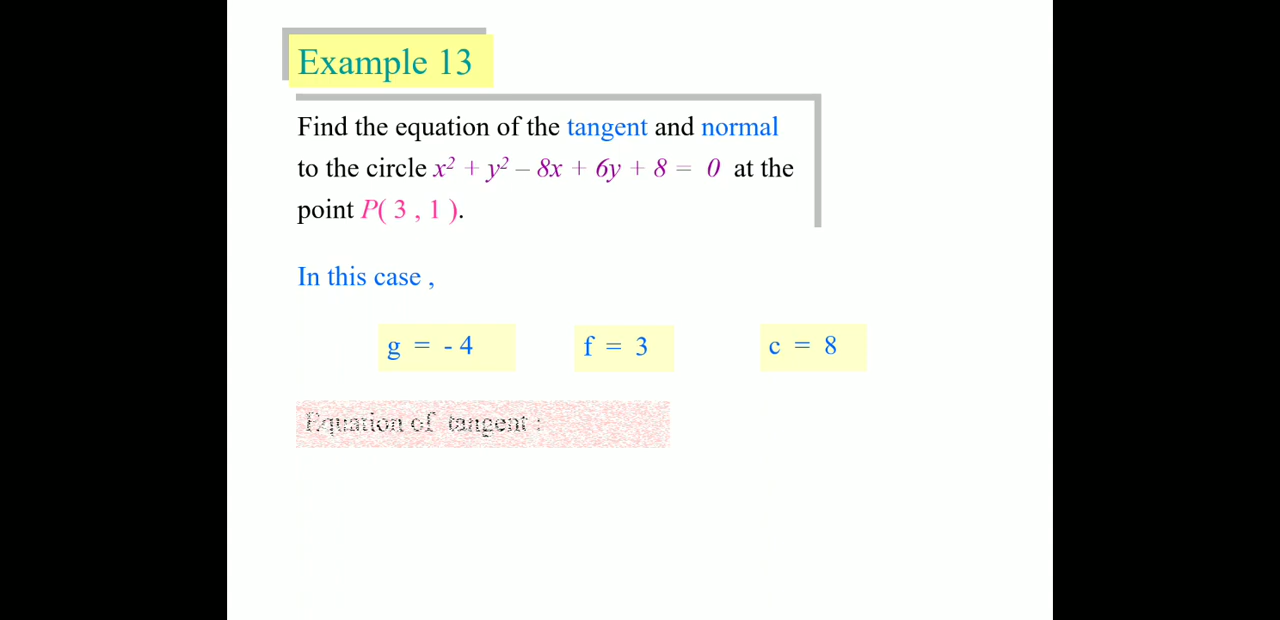 Example 13
Find the equation of the tangent and normal
to the circle x² + y² – 8x + 6y + 8 = 0 at the
point P( 3 , 1 ).
In this case ,
g = - 4 f = 3 c = 8
Equation of tangent :